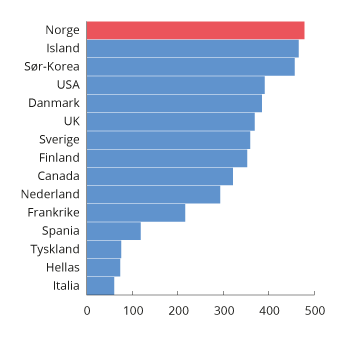 Norge
Island
Sør-Korea
USA
Danmark
UK
Sverige
Finland
Canada
Nederland
Frankrike
Spania
Tyskland
Hellas
Italia
0 100 200 300 400 500